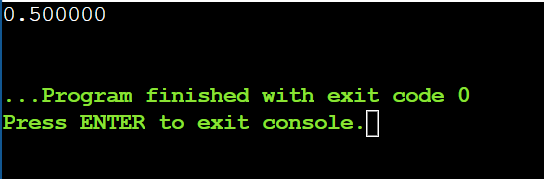 0.500000
...Program finished with exit code 0
Press ENTER to exit console.